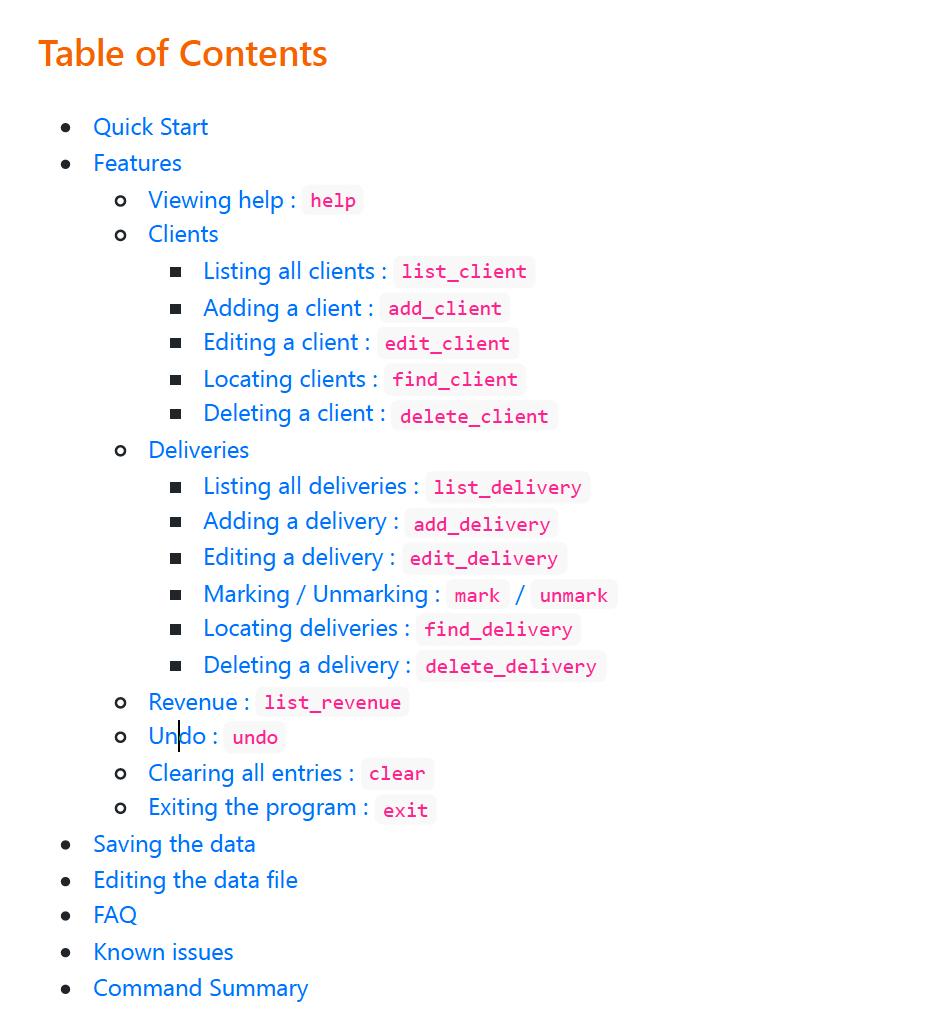 Table of Contents
Quick Start
Features
Viewing help : help
Clients
Listing all clients : list_client
Adding a client : add_client
Editing a client : edit_client
Locating clients : find_client
Deleting a client : delete_client
Deliveries
Listing all deliveries : list_delivery
Adding a delivery : add_delivery
Editing a delivery : edit_delivery
Marking / Unmarking : mark / unmark
Locating deliveries : find_delivery
Deleting a delivery : delete_delivery
Revenue : list_revenue
Undo : undo
Clearing all entries : clear
Exiting the program : exit
Saving the data
Editing the data file
FAQ
Known issues
Command Summary